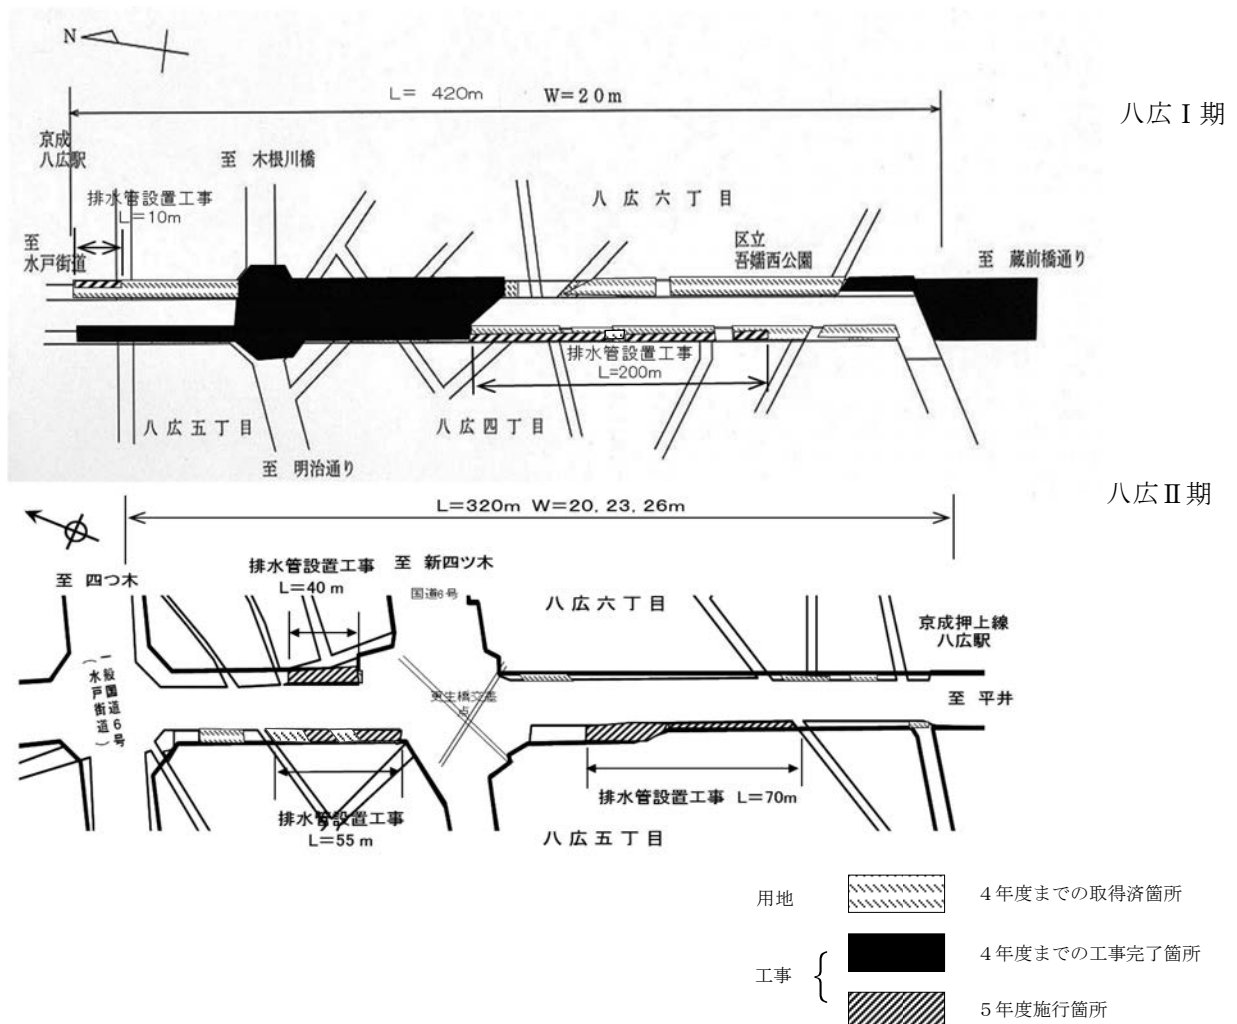 N
L= 420m W=20m
八広Ⅰ期
京成
八広駅
至 木根川橋
排水管設置工事
L=10m
八広六丁目
至
水戸街道
区立
吾嬬西公園
至 蔵前橋通り
排水管設置工事
L=200m
八広五丁目
八広四丁目
至 明治通り
八広Ⅱ期
L=320m W=20, 23, 26m
至 四つ木
排水管設置工事
L=40m
至 新四ツ木
国道6号
八広六丁目
京成押上線
八広駅
一般国道6号
(水戸街道)
更生橋交差
点
至 平井
排水管設置工事 L=70m
排水管設置工事
L=55m
八広五丁目
用地
4年度までの取得済箇所
4年度までの工事完了箇所
工事
5年度施行箇所